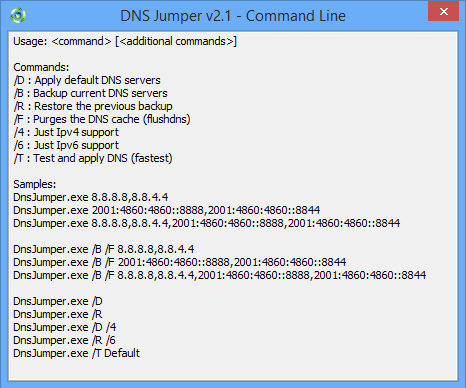 DNS Jumper v2.1 - Command Line
Usage: <command> [<additional commands>]
Commands:
/D : Apply default DNS servers
/B : Backup current DNS servers
/R : Restore the previous backup
/F : Purges the DNS cache (flushdns)
/4 : Just Ipv4 support
/6 : Just Ipv6 support
/T : Test and apply DNS (fastest)
Samples:
DnsJumper.exe 8.8.8.8,8.8.4.4
DnsJumper.exe 2001:4860:4860::8888,2001:4860:4860::8844
DnsJumper.exe 8.8.8.8,8.8.4.4,2001:4860:4860::8888,2001:4860:4860::8844
DnsJumper.exe /B /F 8.8.8.8,8.8.4.4
DnsJumper.exe /B /F 2001:4860:4860::8888,2001:4860:4860::8844
DnsJumper.exe /B /F 8.8.8.8,8.8.4.4,2001:4860:4860::8888,2001:4860:4860::8844
DnsJumper.exe /D
DnsJumper.exe /R
DnsJumper.exe /D /4
DnsJumper.exe /R /6
DnsJumper.exe /T Default